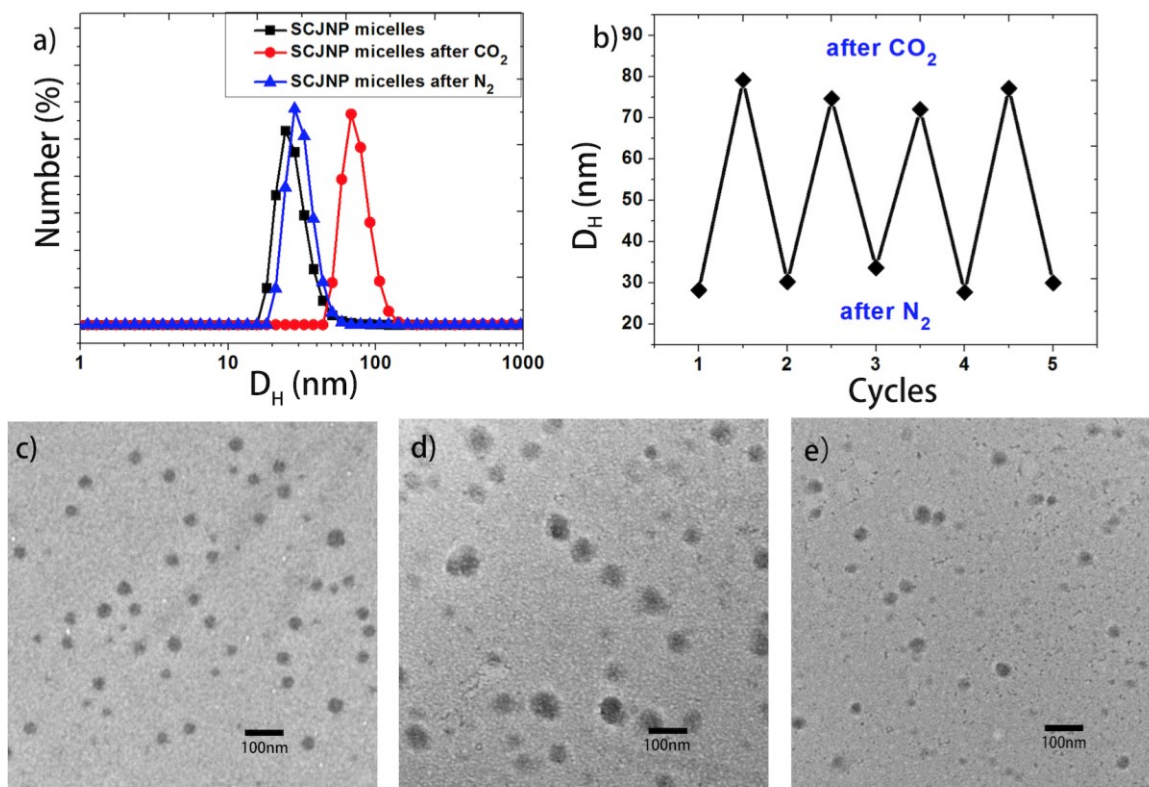 a)
SCJNP micelles
SCJNP micelles after CO₂
SCJNP micelles after N₂
Number (%)
1 10 100 1000
D_H (nm)
b)
after CO₂
90
80
70
60
50
40
30
20
D_H (nm)
after N₂
1 2 3 4 5
Cycles
c)
100nm
d)
100nm
e)
100nm